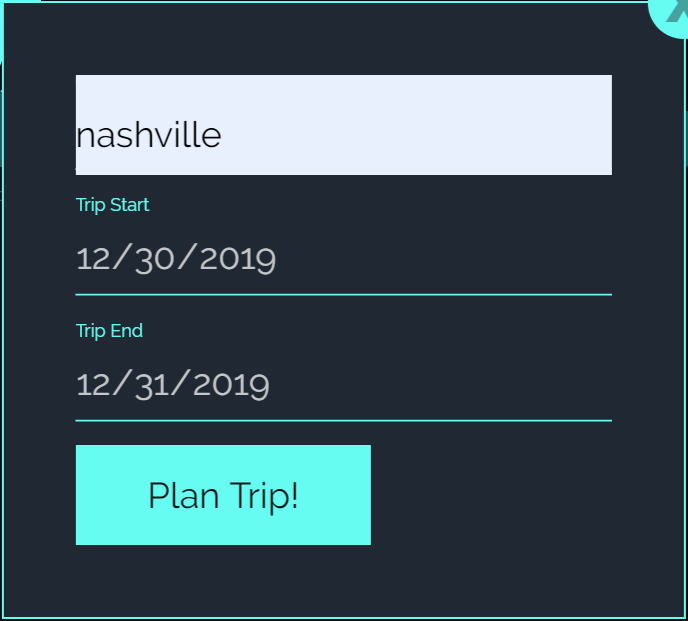 X
nashville
Trip Start
12/30/2019
Trip End
12/31/2019
Plan Trip!